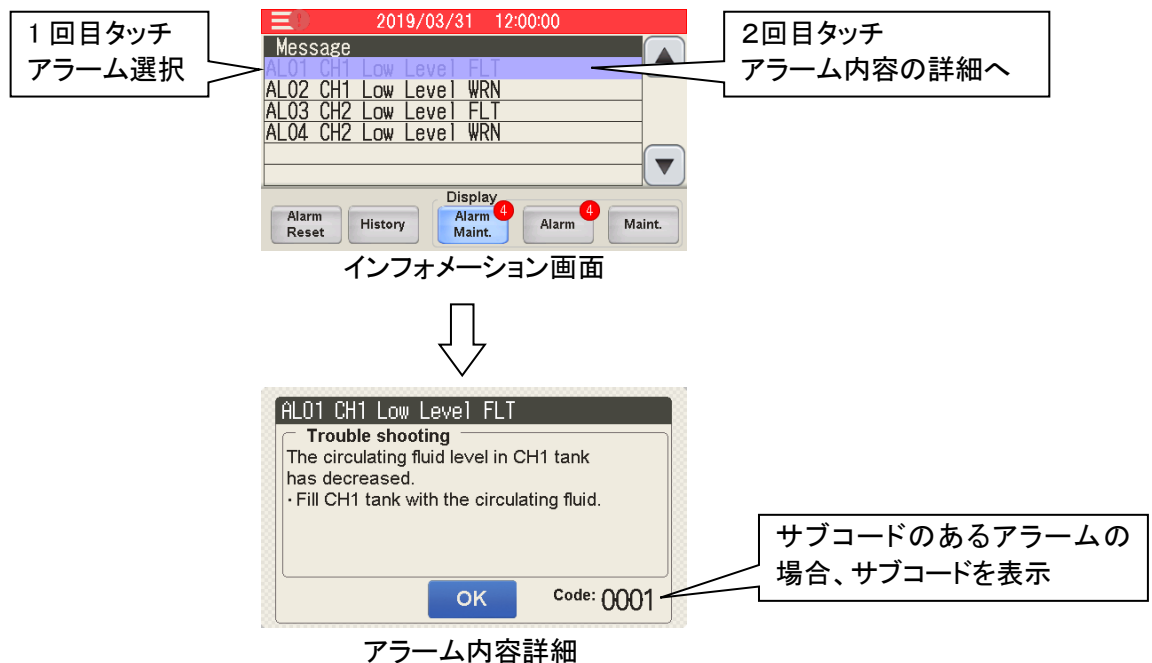 1回目タッチ
アラーム選択
2019/03/31 12:00:00
Message
AL01 CH1 Low Level FLT
AL02 CH1 Low Level WRN
AL03 CH2 Low Level FLT
AL04 CH2 Low Level WRN
2回目タッチ
アラーム内容の詳細へ
Display
Alarm
Reset
History
Alarm
Maint.
4
Alarm
4
Maint.
インフォメーション画面
AL01 CH1 Low Level FLT
Trouble shooting
The circulating fluid level in CH1 tank
has decreased.
・Fill CH1 tank with the circulating fluid.
OK
Code: 0001
サブコードのあるアラームの
場合、サブコードを表示
アラーム内容詳細